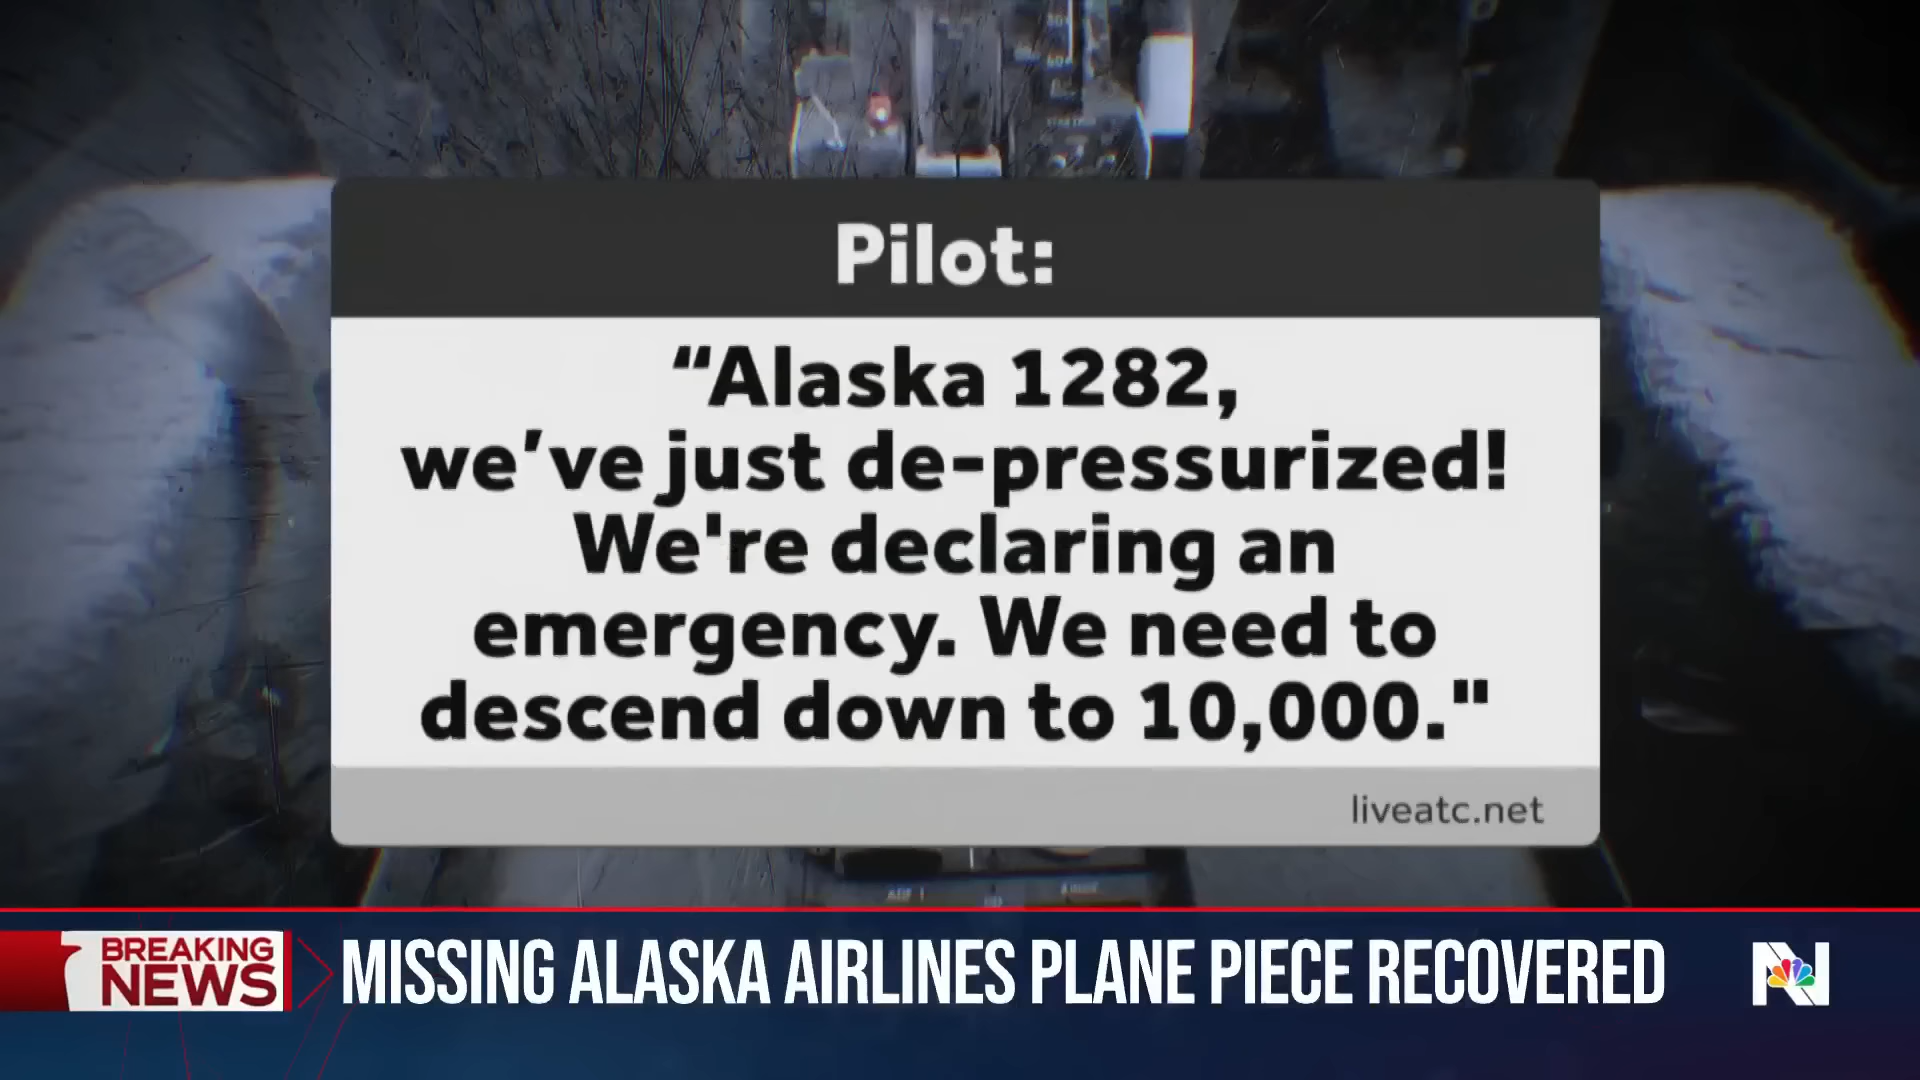 Pilot:
“Alaska 1282,
we’ve just de-pressurized!
We're declaring an
emergency. We need to
descend down to 10,000."
liveatc.net
BREAKING
NEWS
MISSING ALASKA AIRLINES PLANE PIECE RECOVERED